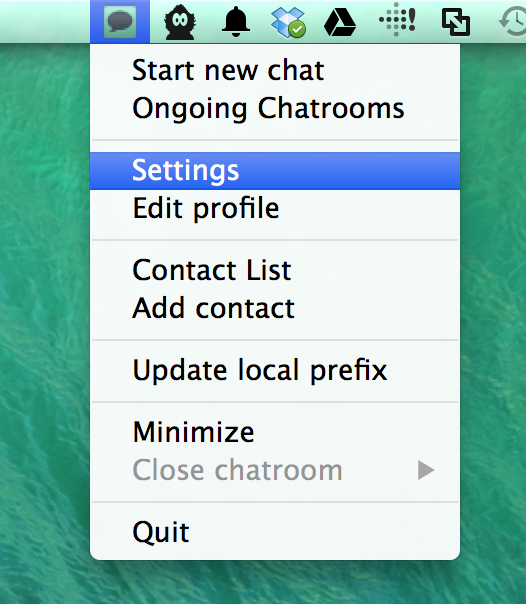 Start new chat
Ongoing Chatrooms
Settings
Edit profile
Contact List
Add contact
Update local prefix
Minimize
Close chatroom
Quit